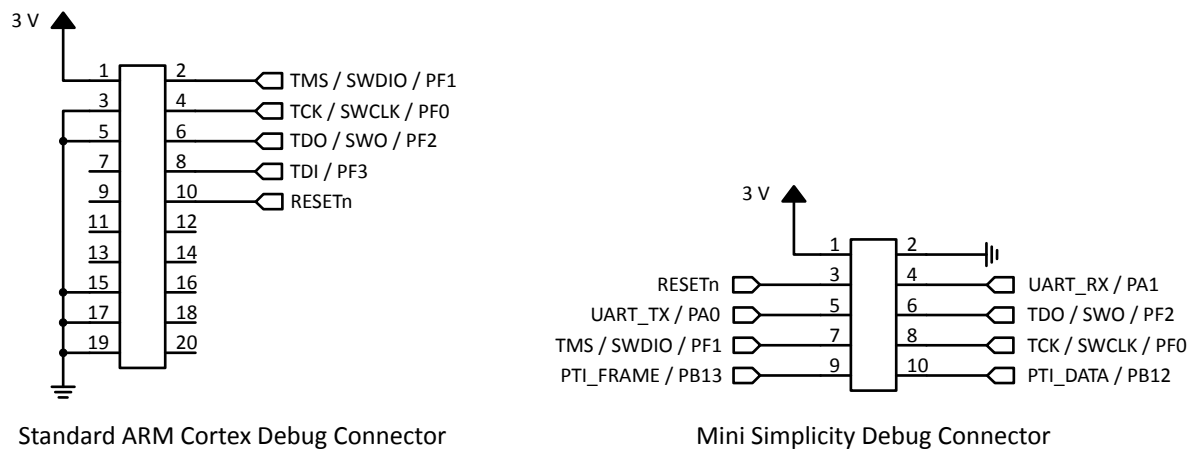 3 V
1 2 TMS / SWDIO / PF1
3 4 TCK / SWCLK / PF0
5 6 TDO / SWO / PF2
7 8 TDI / PF3
9 10 RESETn
11 12
13 14
15 16
17 18
19 20
Standard ARM Cortex Debug Connector
3 V
1 2
RESETn 3 4 UART_RX / PA1
UART_TX / PA0 5 6 TDO / SWO / PF2
TMS / SWDIO / PF1 7 8 TCK / SWCLK / PF0
PTI_FRAME / PB13 9 10 PTI_DATA / PB12
Mini Simplicity Debug Connector